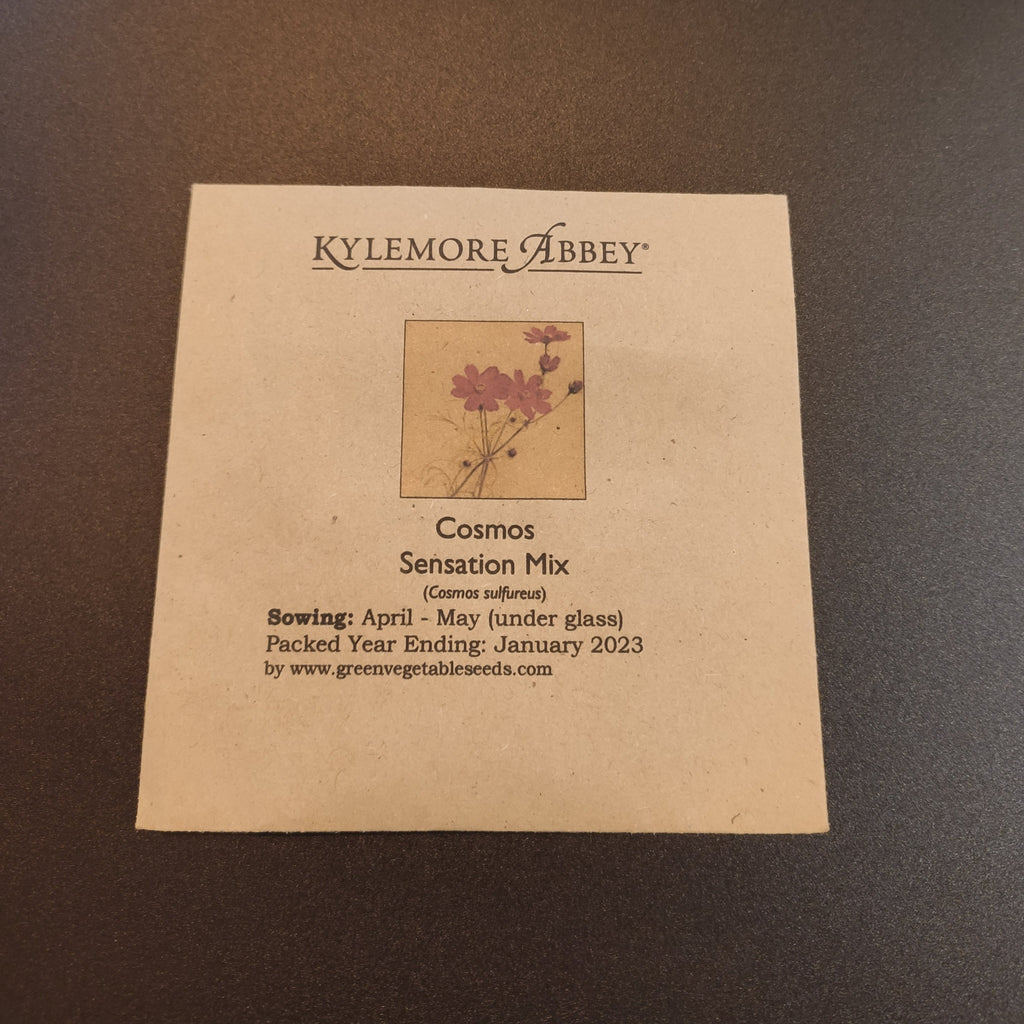 KYLEMORE ABBEY®
Cosmos
Sensation Mix
(Cosmos sulfureus)
Sowing: April - May (under glass)
Packed Year Ending: January 2023
by www.greenvegetableseeds.com